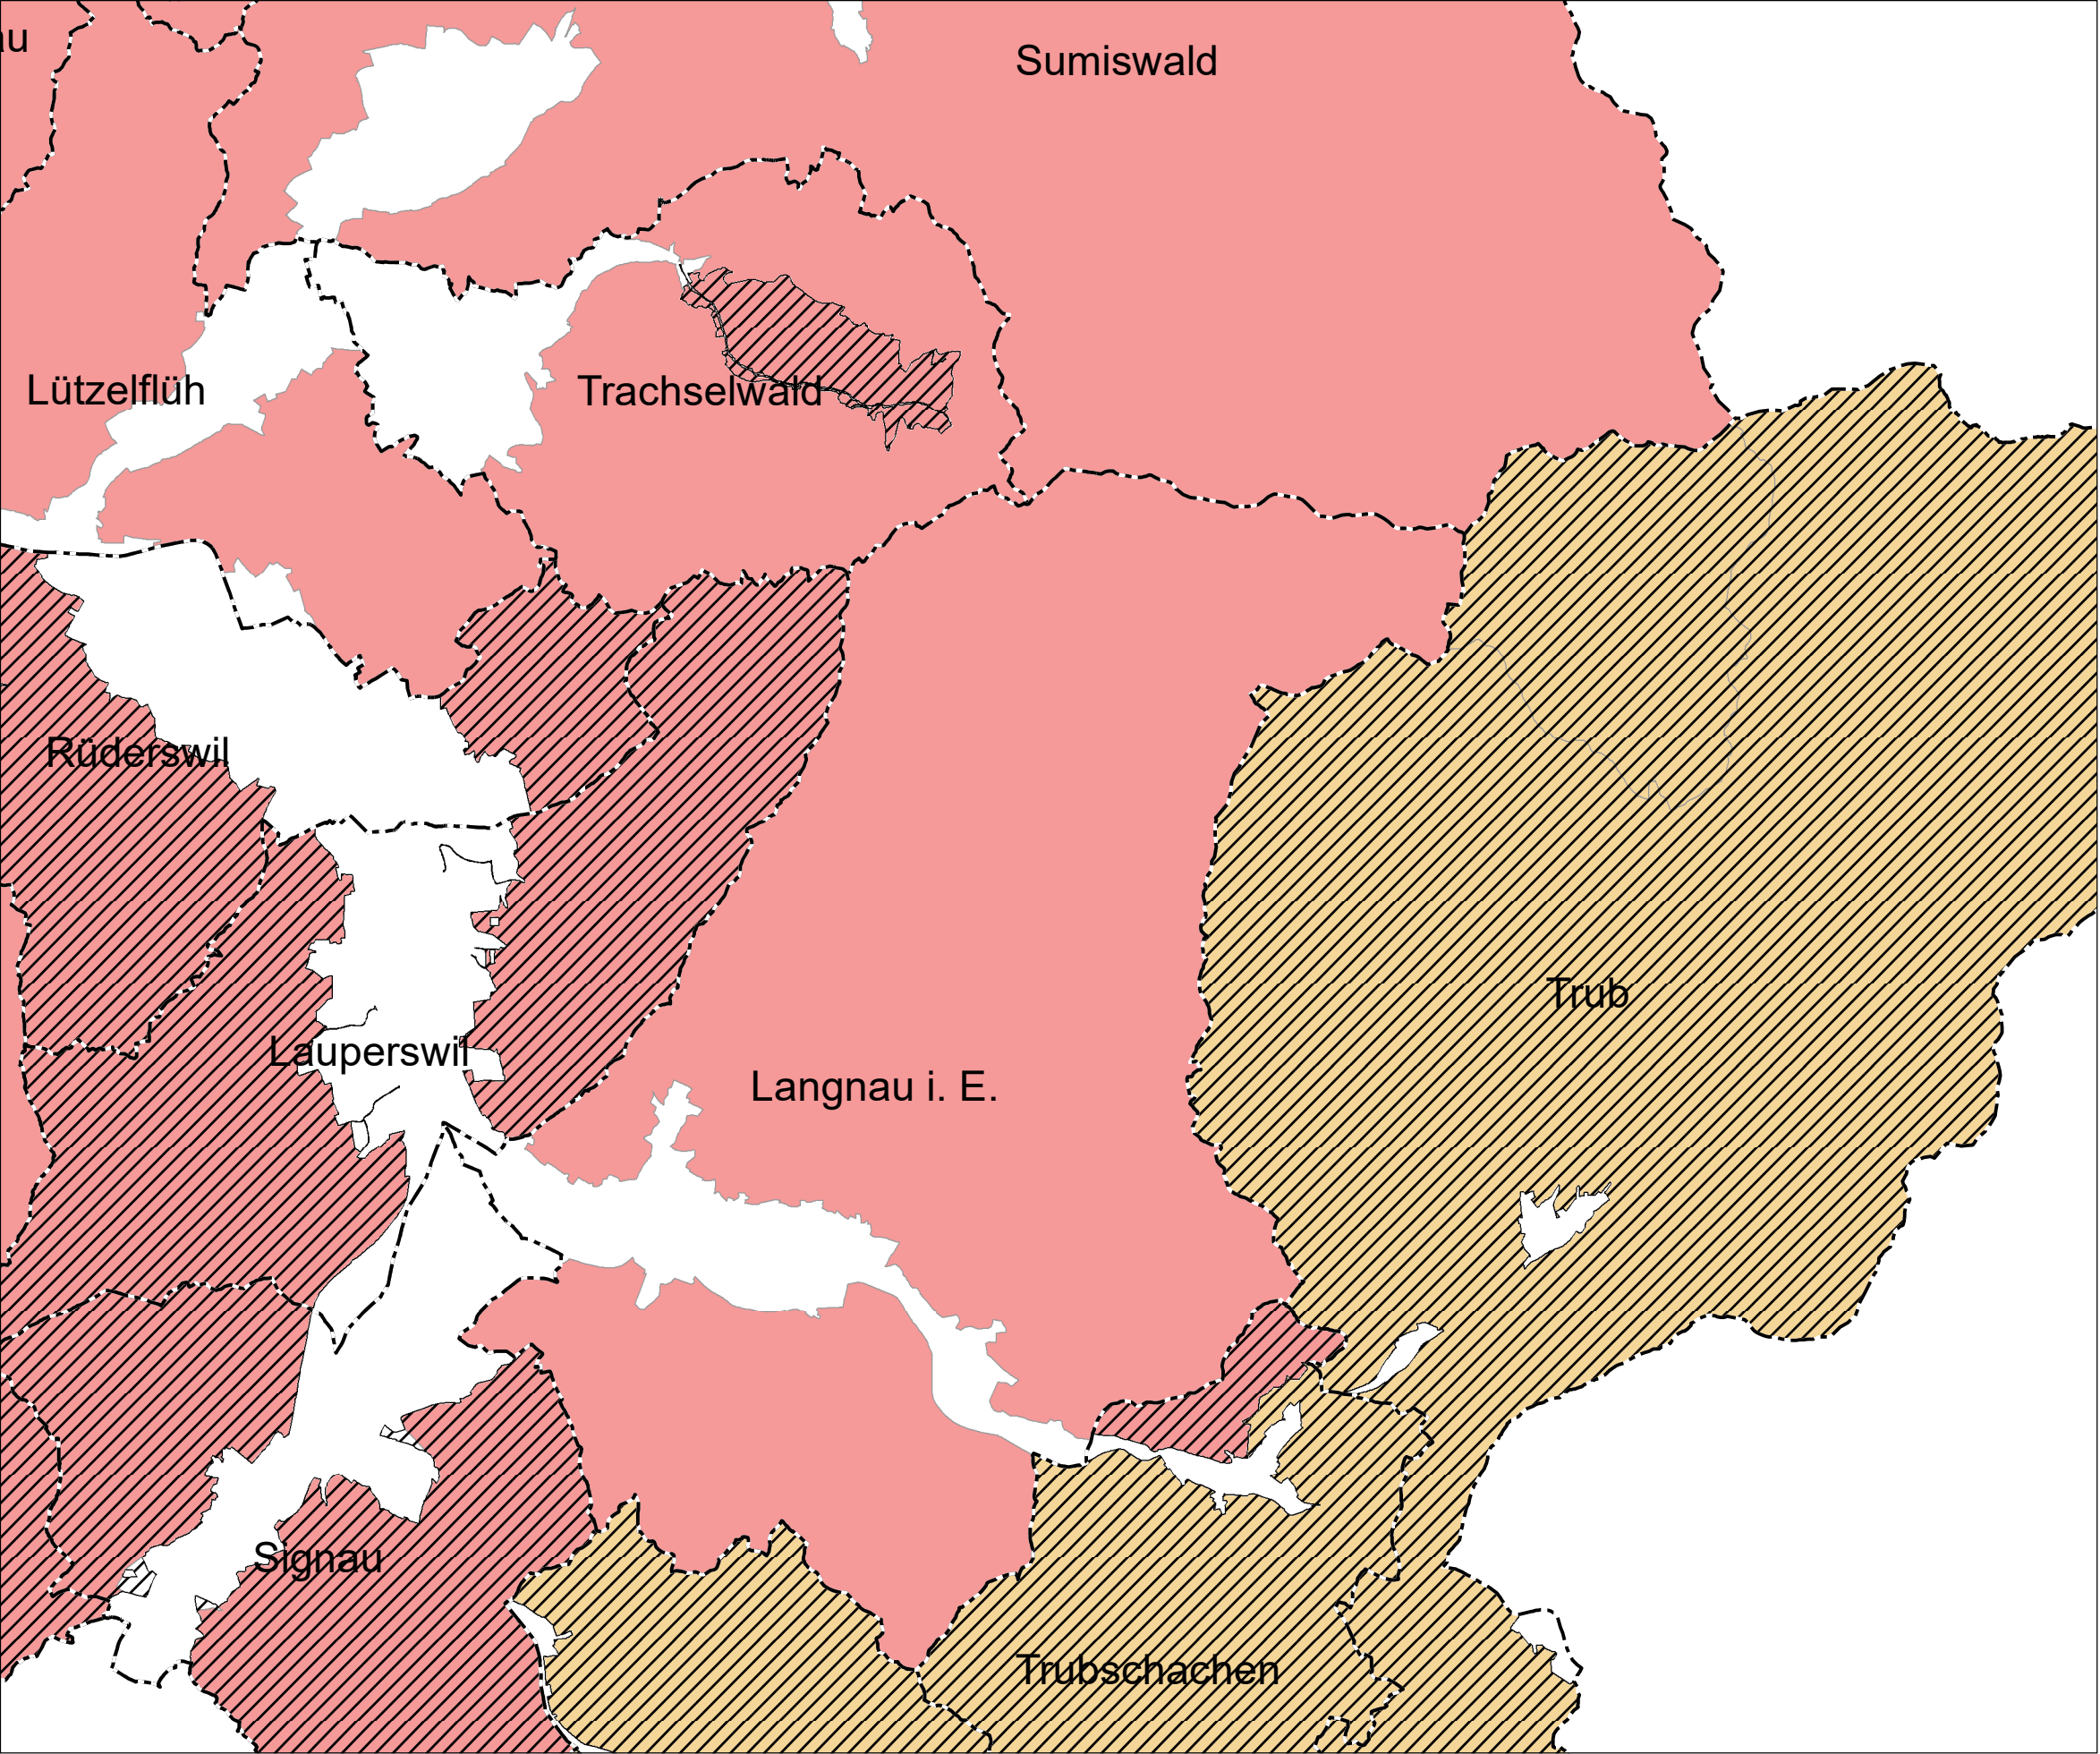 Sumiswald
Lützelflüh
Trachselwald
Rüderswil
Trub
Lauperswil
Langnau i. E.
Signau
Trubschachen